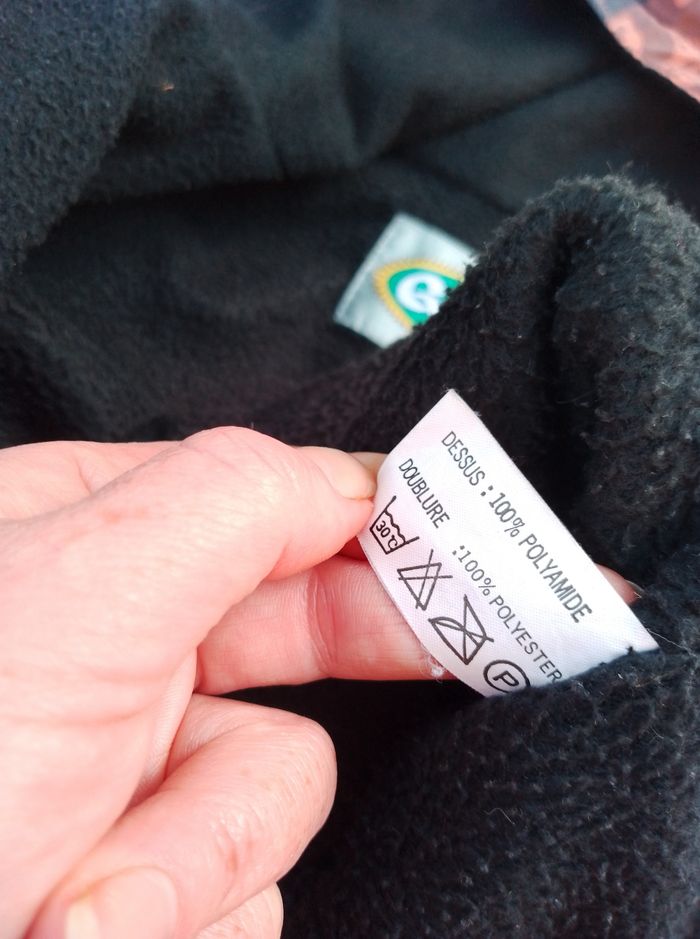 DESSUS : 100% POLYAMIDE
DOUBLURE :100% POLYESTER
30°C
P